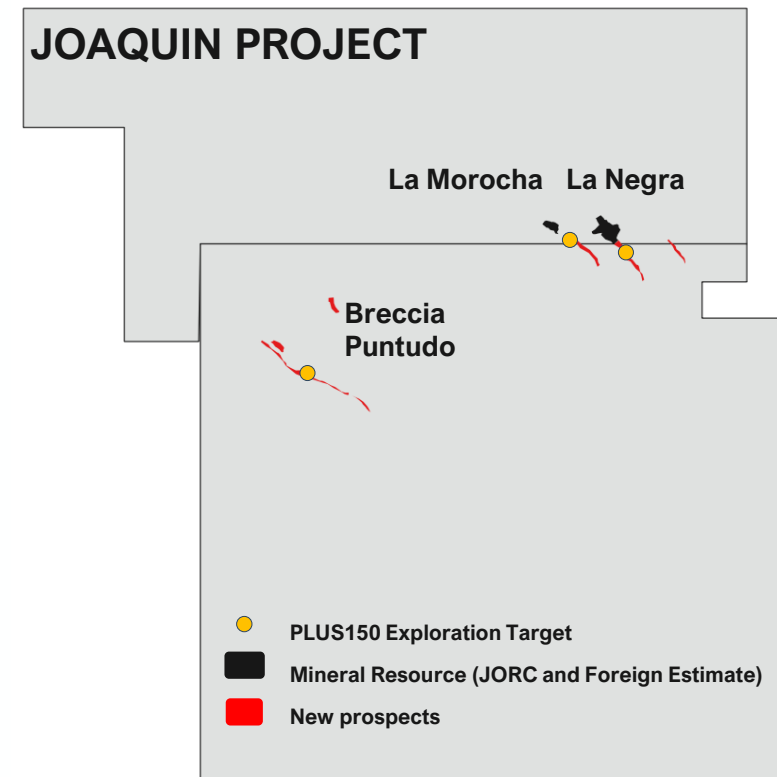 JOAQUIN PROJECT
La Morocha
La Negra
Breccia
Puntudo
PLUS150 Exploration Target
Mineral Resource (JORC and Foreign Estimate)
New prospects